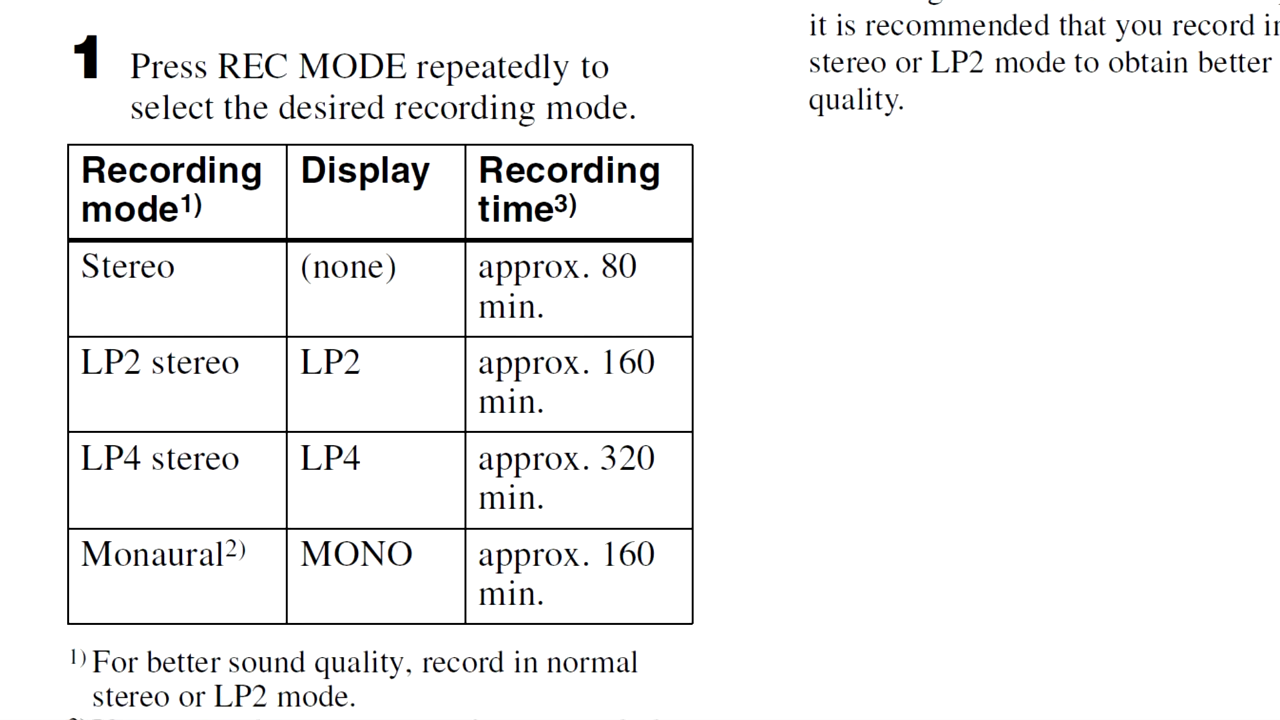 1 Press REC MODE repeatedly to
select the desired recording mode.
Recording mode1) Display Recording time3)
Stereo (none) approx. 80 min.
LP2 stereo LP2 approx. 160 min.
LP4 stereo LP4 approx. 320 min.
Monaural2) MONO approx. 160 min.
1) For better sound quality, record in normal
stereo or LP2 mode.
it is recommended that you record in
stereo or LP2 mode to obtain better
quality.